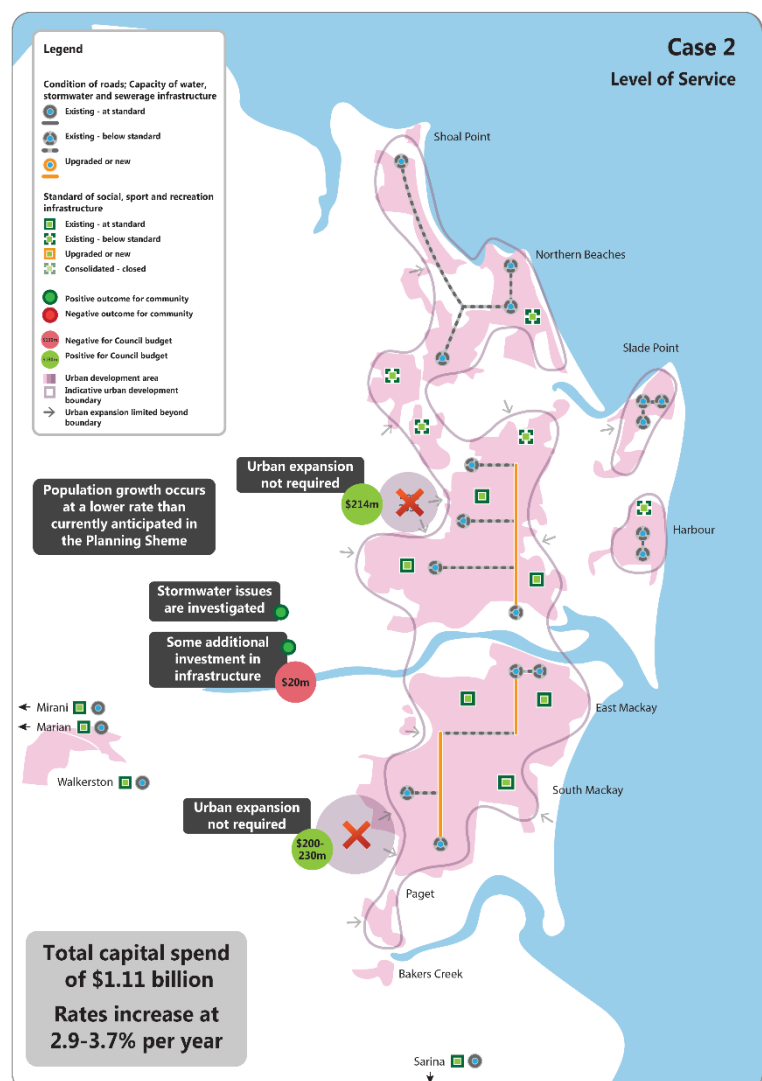 Case 2
Level of Service
Legend
Condition of roads; Capacity of water,
stormwater and sewerage infrastructure
Existing - at standard
Existing - below standard
Upgraded or new
Standard of social, sport and recreation
infrastructure
Existing - at standard
Existing - below standard
Upgraded or new
Consolidated - closed
Positive outcome for community
Negative outcome for community
Negative for Council budget
Positive for Council budget
Urban development area
Indicative urban development
boundary
Urban expansion limited beyond
boundary
Shoal Point
Northern Beaches
Slade Point
Urban expansion
not required
$214m
Population growth occurs
at a lower rate than
currently anticipated in
the Planning Scheme
Harbour
Stormwater issues
are investigated
Some additional
investment in
infrastructure
$20m
Mirani
Marian
Walkerston
East Mackay
South Mackay
Urban expansion
not required
$200-
230m
Paget
Bakers Creek
Total capital spend
of $1.11 billion
Rates increase at
2.9-3.7% per year
Sarina